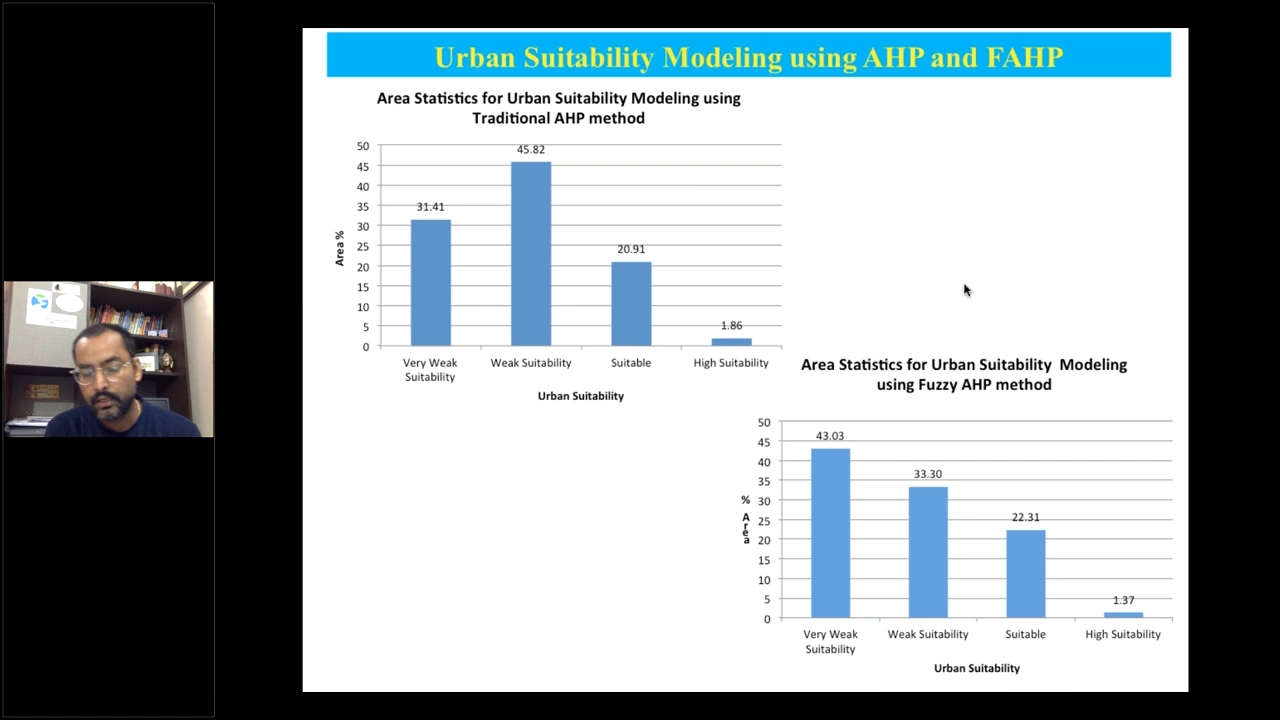 Urban Suitability Modeling using AHP and FAHP
Area Statistics for Urban Suitability Modeling using
Traditional AHP method
50
45
40
35
30
25
20
15
10
5
0
Area %
31.41
45.82
20.91
1.86
Very Weak
Suitability
Weak Suitability
Suitable
High Suitability
Urban Suitability
Area Statistics for Urban Suitability Modeling
using Fuzzy AHP method
50
45
40
35
30
25
20
15
10
5
0
% Area
43.03
33.30
22.31
1.37
Very Weak
Suitability
Weak Suitability
Suitable
High Suitability
Urban Suitability